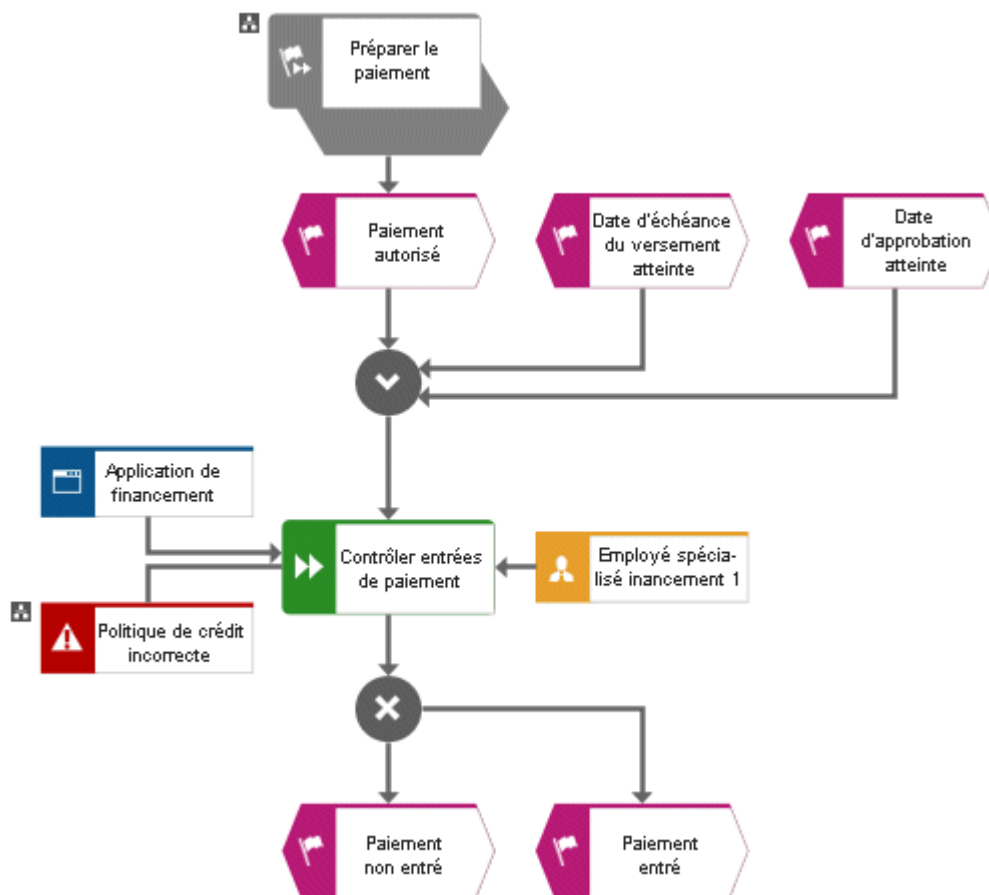 Préparer le
paiement
Paiement
autorisé
Date d'échéance
du versement
atteinte
Date
d'approbation
atteinte
Application de
financement
Contrôler entrées
de paiement
Employé spécia-
lisé inancement 1
Politique de crédit
incorrecte
Paiement
non entré
Paiement
entré